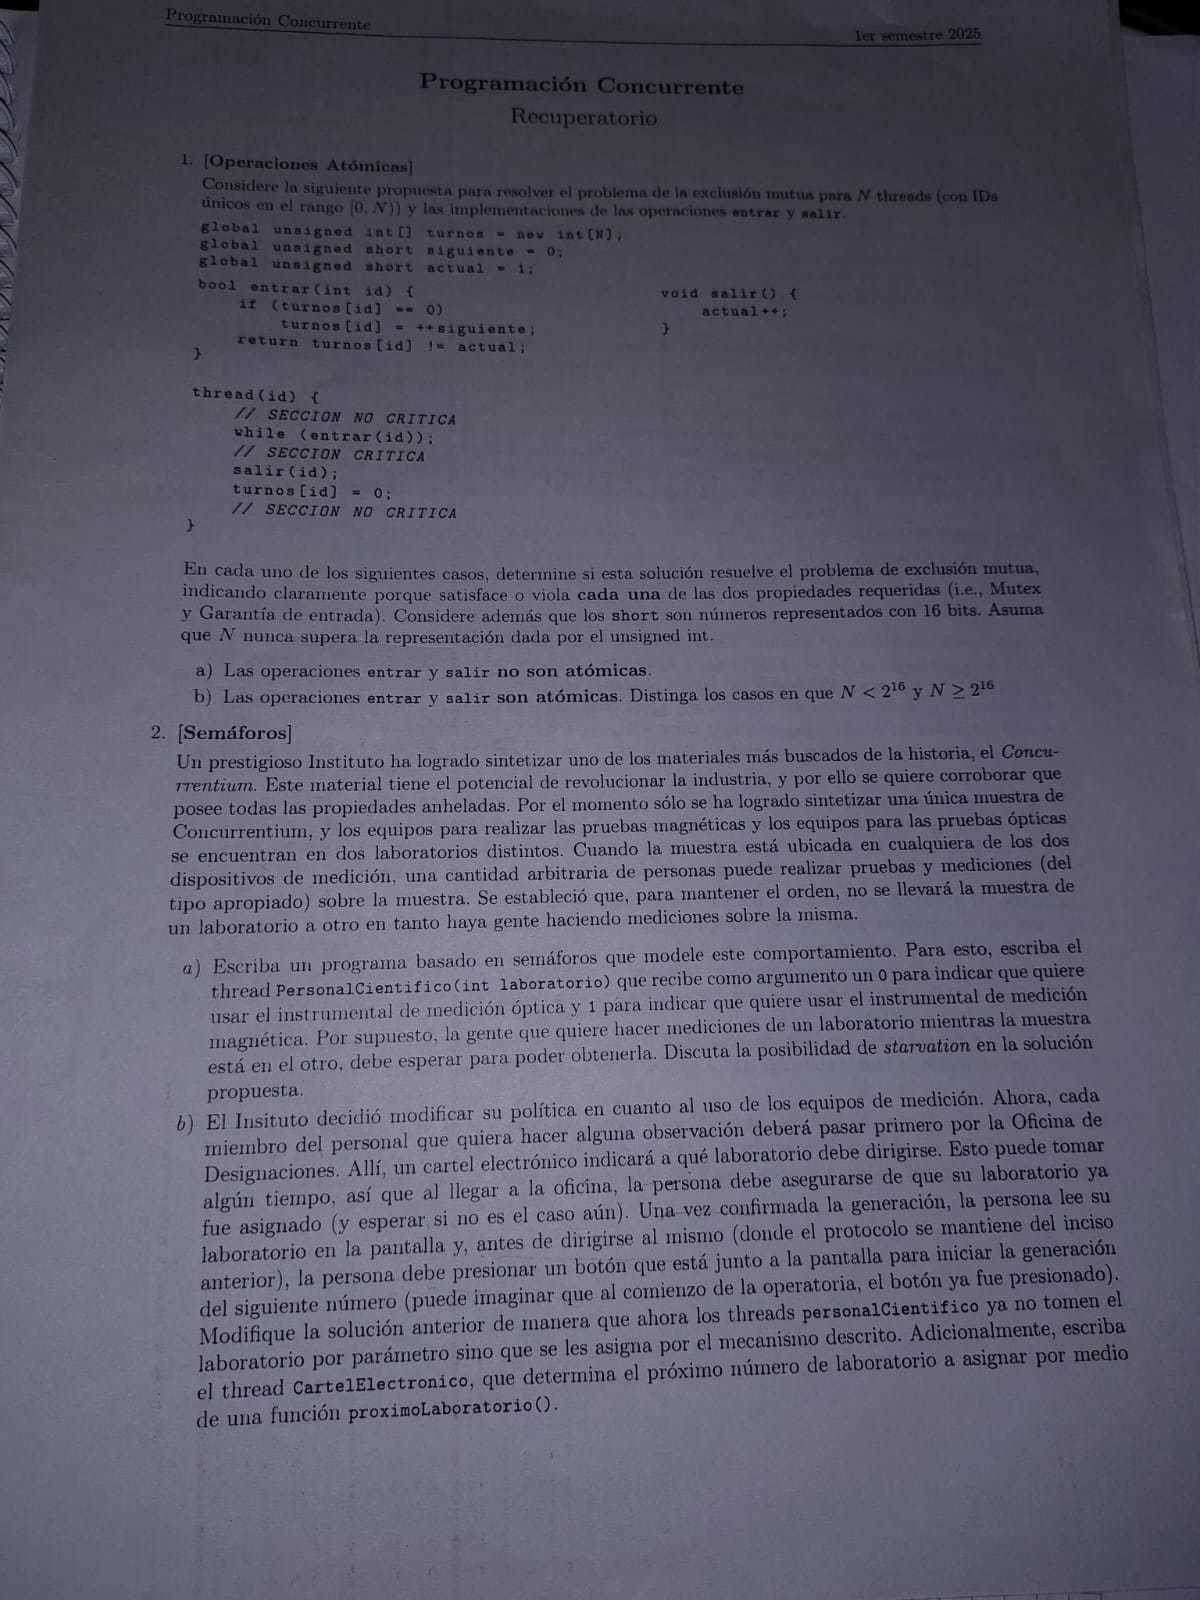 Programación Concurrente
1er semestre 2025
Programación Concurrente
Recuperatorio
1. [Operaciones Atómicas]
Considere la siguiente propuesta para resolver el problema de la exclusión mutua para N threads (con IDs
únicos en el rango [0, N)) y las implementaciones de las operaciones entrar y salir.
global unsigned int[] turnos = new int[N];
global unsigned short siguiente = 0;
global unsigned short actual = 1;
bool entrar(int id) {
if (turnos[id] == 0)
turnos[id] = ++siguiente;
return turnos[id] != actual;
}
void salir() {
actual++;
}
thread(id) {
// SECCION NO CRITICA
while (entrar(id));
// SECCION CRITICA
salir(id);
turnos[id] = 0;
// SECCION NO CRITICA
}
En cada uno de los siguientes casos, determine si esta solución resuelve el problema de exclusión mutua,
indicando claramente porque satisface o viola cada una de las dos propiedades requeridas (i.e., Mutex
y Garantía de entrada). Considere además que los short son números representados con 16 bits. Asuma
que N nunca supera la representación dada por el unsigned int.
a) Las operaciones entrar y salir no son atómicas.
b) Las operaciones entrar y salir son atómicas. Distinga los casos en que N < 2¹⁶ y N ≥ 2¹⁶
2. [Semáforos]
Un prestigioso Instituto ha logrado sintetizar uno de los materiales más buscados de la historia, el Concu-
rrentium. Este material tiene el potencial de revolucionar la industria, y por ello se quiere corroborar que
posee todas las propiedades anheladas. Por el momento sólo se ha logrado sintetizar una única muestra de
Concurrentium, y los equipos para realizar las pruebas magnéticas y los equipos para las pruebas ópticas
se encuentran en dos laboratorios distintos. Cuando la muestra está ubicada en cualquiera de los dos
dispositivos de medición, una cantidad arbitraria de personas puede realizar pruebas y mediciones (del
tipo apropiado) sobre la muestra. Se estableció que, para mantener el orden, no se llevará la muestra de
un laboratorio a otro en tanto haya gente haciendo mediciones sobre la misma.
a) Escriba un programa basado en semáforos que modele este comportamiento. Para esto, escriba el
thread PersonalCientifico(int laboratorio) que recibe como argumento un 0 para indicar que quiere
usar el instrumental de medición óptica y 1 para indicar que quiere usar el instrumental de medición
magnética. Por supuesto, la gente que quiere hacer mediciones de un laboratorio mientras la muestra
está en el otro, debe esperar para poder obtenerla. Discuta la posibilidad de starvation en la solución
propuesta.
b) El Insituto decidió modificar su política en cuanto al uso de los equipos de medición. Ahora, cada
miembro del personal que quiera hacer alguna observación deberá pasar primero por la Oficina de
Designaciones. Allí, un cartel electrónico indicará a qué laboratorio debe dirigirse. Esto puede tomar
algún tiempo, así que al llegar a la oficina, la persona debe asegurarse de que su laboratorio ya
fue asignado (y esperar si no es el caso aún). Una vez confirmada la generación, la persona lee su
laboratorio en la pantalla y, antes de dirigirse al mismo (donde el protocolo se mantiene del inciso
anterior), la persona debe presionar un botón que está junto a la pantalla para iniciar la generación
del siguiente número (puede imaginar que al comienzo de la operatoria, el botón ya fue presionado).
Modifique la solución anterior de manera que ahora los threads personalCientifico ya no tomen el
laboratorio por parámetro sino que se les asigna por el mecanismo descrito. Adicionalmente, escriba
el thread CartelElectronico, que determina el próximo número de laboratorio a asignar por medio
de una función proximoLaboratorio().